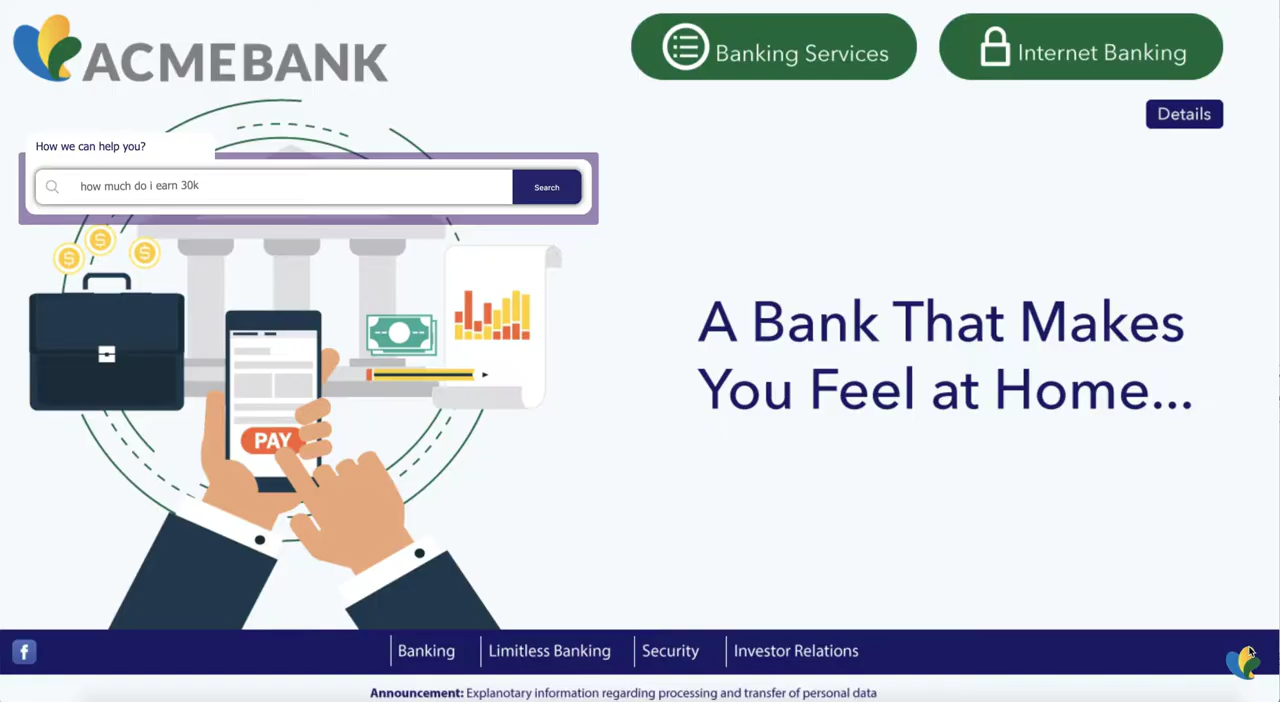 ACMEBANK
Banking Services
Internet Banking
Details
How we can help you?
how much do i earn 30k
Search
A Bank That Makes
You Feel at Home...
PAY
Banking
Limitless Banking
Security
Investor Relations
Announcement: Explanotary information regarding processing and transfer of personal data